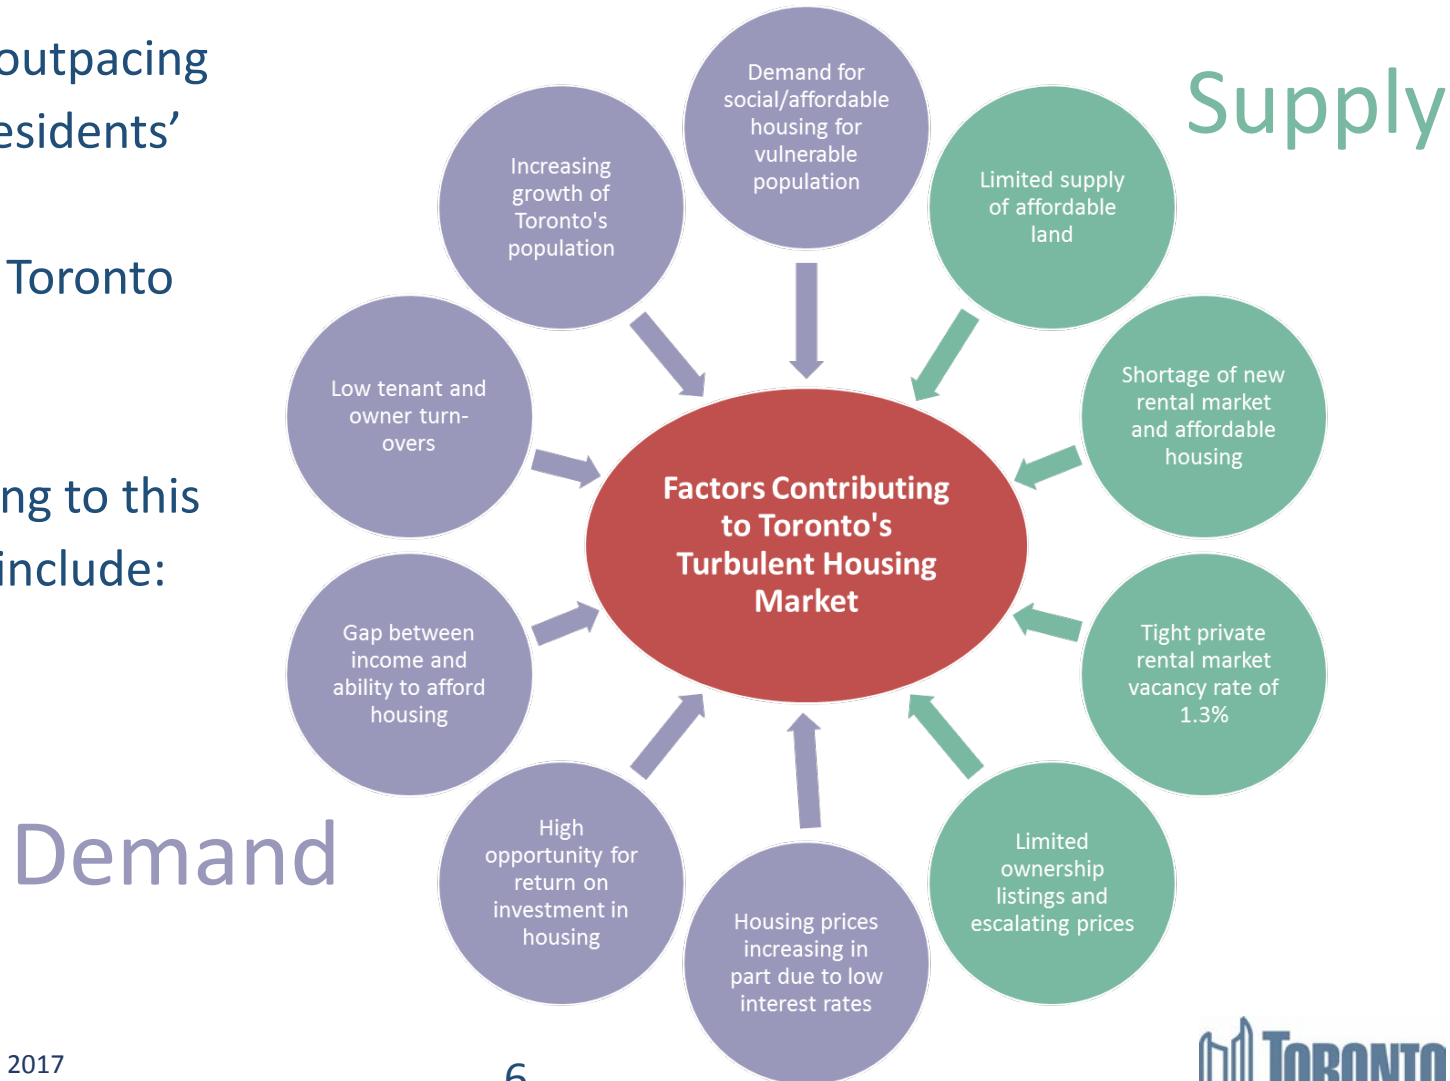 outpacing
esidents’
Toronto
ng to this
include:
Supply
Demand for
social/affordable
housing for
vulnerable
population
Increasing
growth of
Toronto's
population
Limited supply
of affordable
land
Low tenant and
owner turn-
overs
Shortage of new
rental market
and affordable
housing
Factors Contributing
to Toronto's
Turbulent Housing
Market
Gap between
income and
ability to afford
housing
Tight private
rental market
vacancy rate of
1.3%
Demand
High
opportunity for
return on
investment in
housing
Limited
ownership
listings and
escalating prices
Housing prices
increasing in
part due to low
interest rates
2017
6
TORONTO